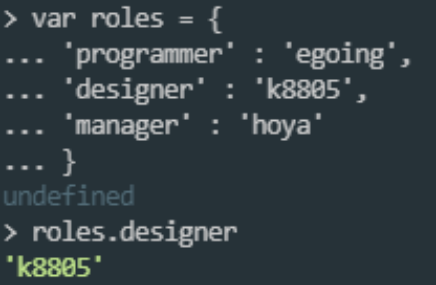 > var roles = {
... 'programmer' : 'egoing',
... 'designer' : 'k8805',
... 'manager' : 'hoya'
... }
undefined
> roles.designer
'k8805'